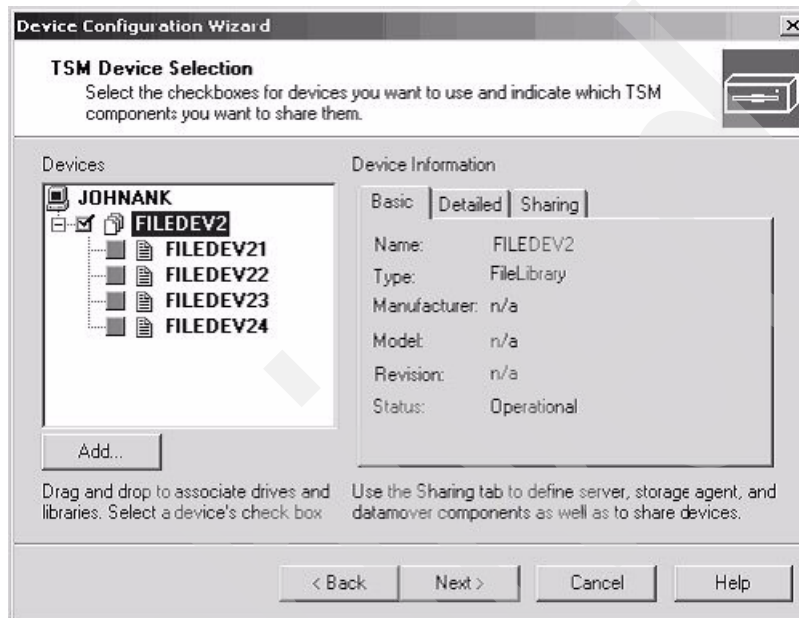 Device Configuration Wizard
TSM Device Selection
Select the checkboxes for devices you want to use and indicate which TSM
components you want to share them.
Devices
JOHNANK
FILEDEV2
FILEDEV21
FILEDEV22
FILEDEV23
FILEDEV24
Add...
Drag and drop to associate drives and
libraries. Select a device's check box
Device Information
Basic Detailed Sharing
Name: FILEDEV2
Type: FileLibrary
Manufacturer: n/a
Model: n/a
Revision: n/a
Status: Operational
Use the Sharing tab to define server, storage agent, and
datamover components as well as to share devices.
< Back Next > Cancel Help